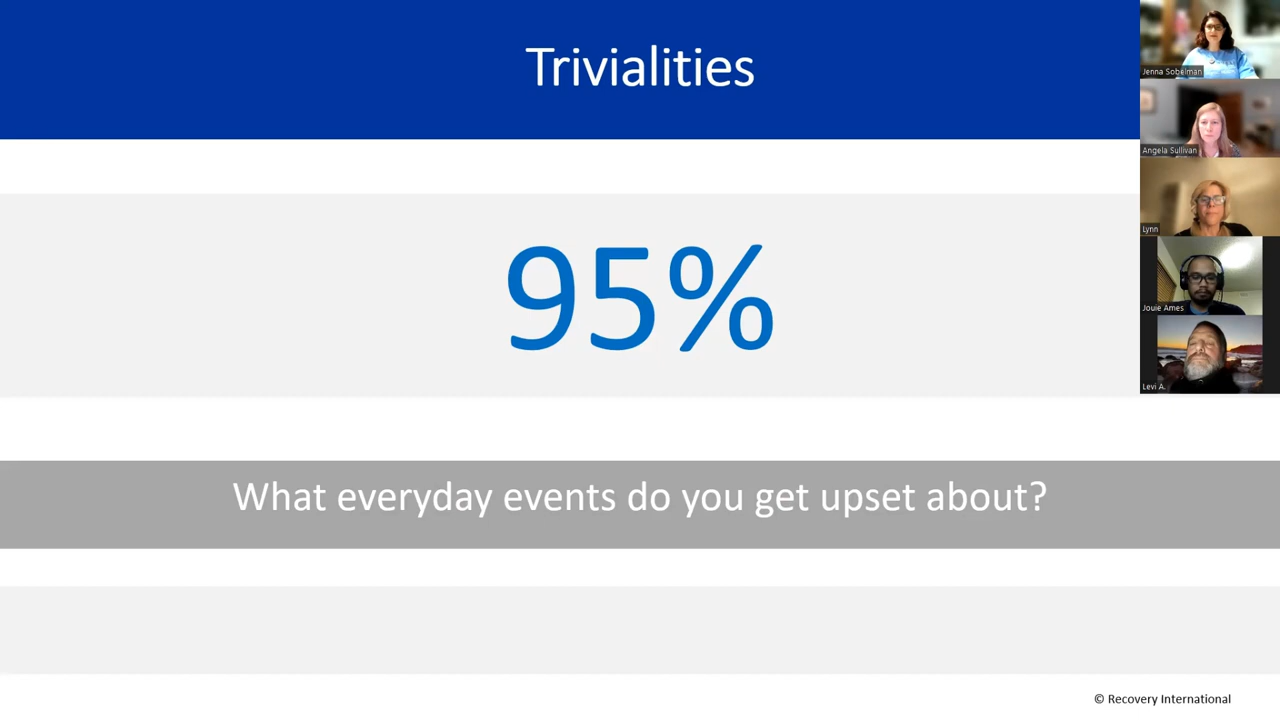 Trivialities
95%
What everyday events do you get upset about?
© Recovery International
Jenna Sobelman
Angela Sullivan
Lynn
Jouie Ames
Levi A.